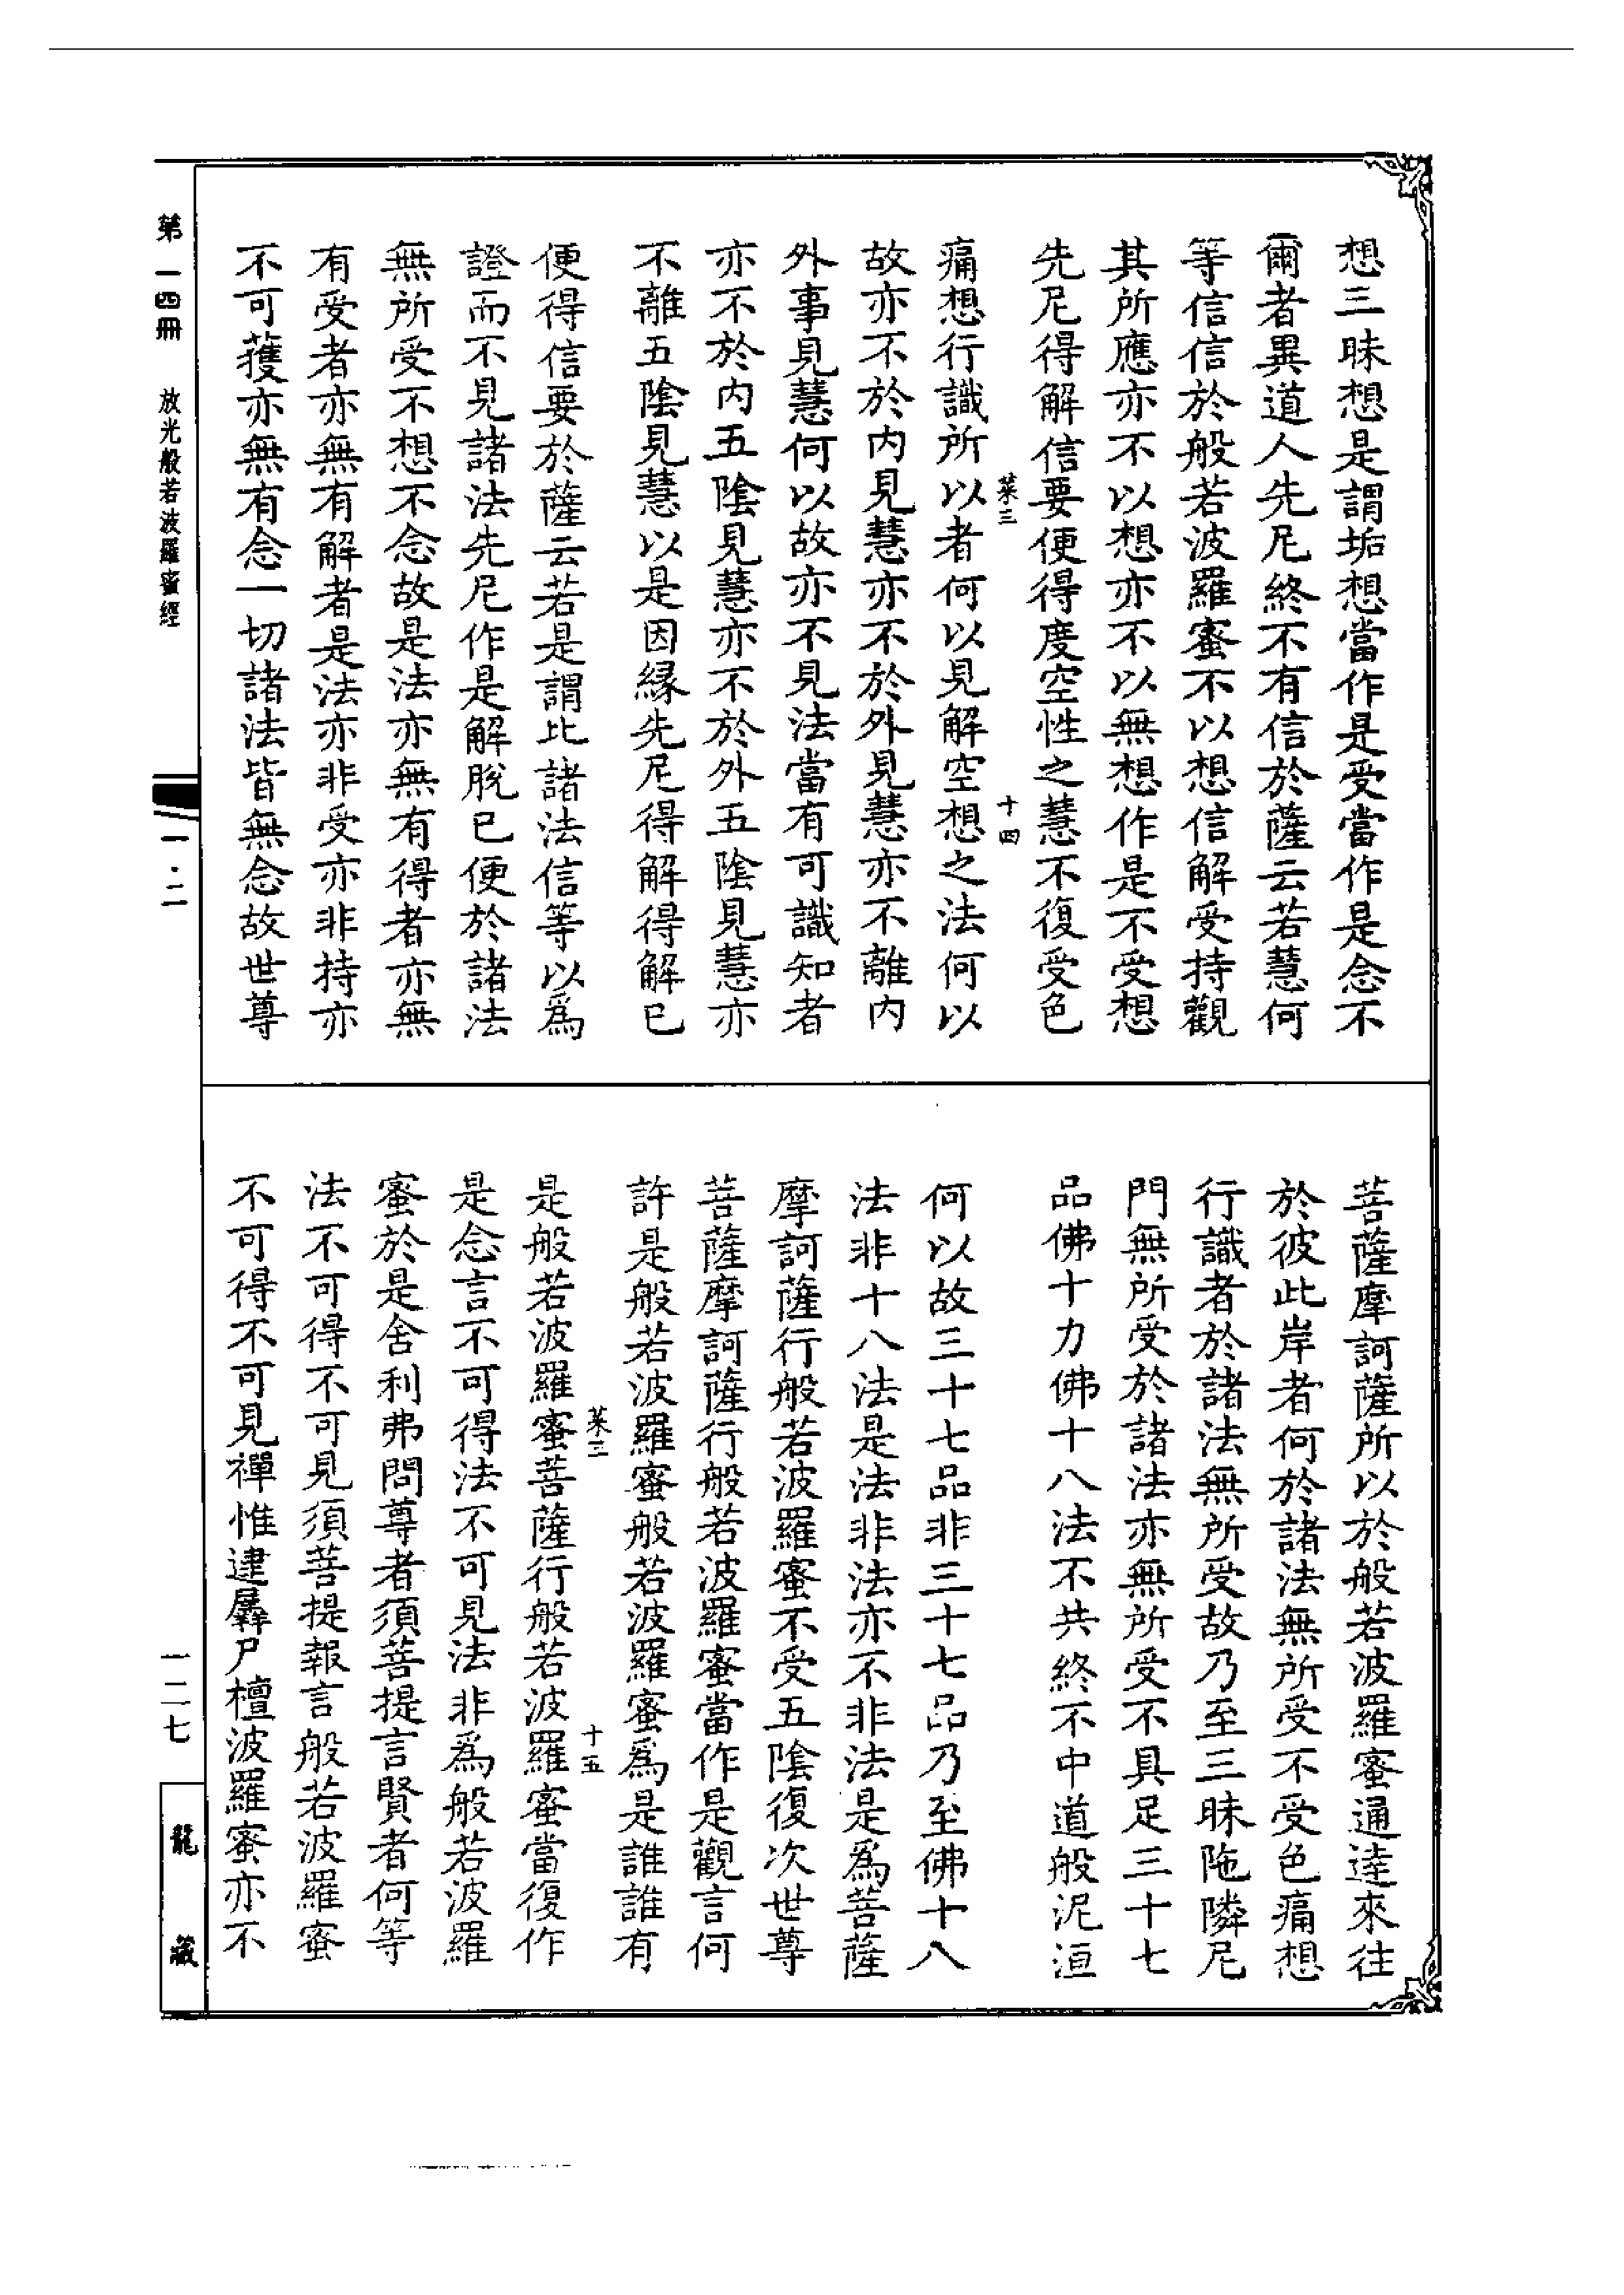 想三昧想是謂垢想當作是受當作是念不
爾者異道人先尼終不有信於薩云若慧何
等信信於般若波羅蜜不以想信解受持觀
其所應亦不以想亦不以無想作是不受想
先尼得解信要便得度空性之慧不復受色
菜三
十四
痛想行識所以者何以見解空想之法何以
故亦不於內見慧亦不於外見慧亦不離內
外事見慧何以故亦不見法當有可識知者
亦不於內五陰見慧亦不於外五陰見慧亦
不離五陰見慧以是因緣先尼得解得解已
便得信要於薩云若是謂比諸法信等以爲
證而不見諸法先尼作是解脫已便於諸法
無所受不想不念故是法亦無有得者亦無
有受者亦無有解者是法亦非受亦非持亦
不可獲亦無有念一切諸法皆無念故世尊
菩薩摩訶薩所以於般若波羅蜜通達來往
於彼此岸者何於諸法無所受不受色痛想
行識者於諸法無所受故乃至三昧陁隣尼
門無所受於諸法亦無所受不具足三十七
品佛十力佛十八法不共終不中道般泥洹
何以故三十七品非三十七品乃至佛十八
法非十八法是法非法亦不非法是爲菩薩
摩訶薩行般若波羅蜜不受五陰復次世尊
菩薩摩訶薩行般若波羅蜜當作是觀言何
許是般若波羅蜜般若波羅蜜爲是誰誰有
菜三
十五
是般若波羅蜜菩薩行般若波羅蜜當復作
是念言不可得法不可見法非爲般若波羅
蜜於是舍利弗問尊者須菩提言賢者何等
法不可得不可見須菩提報言般若波羅蜜
不可得不可見禪惟逮羼尸檀波羅蜜亦不
第一四冊 放光般若波羅蜜經
一・二
一二七
龍藏